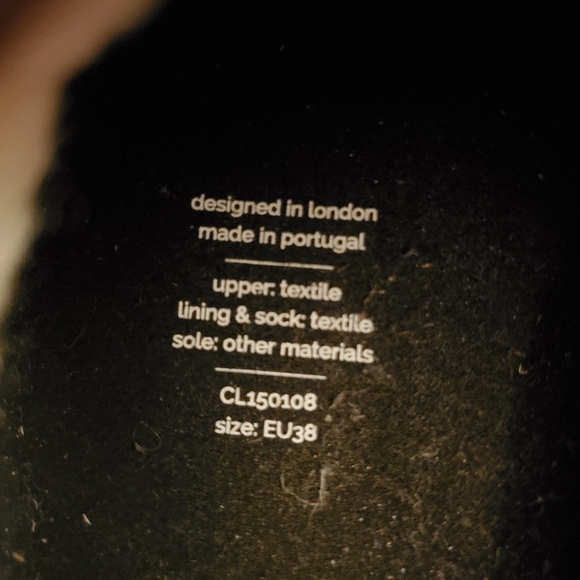 designed in london
made in portugal
upper: textile
lining & sock: textile
sole: other materials
CL150108
size: EU38